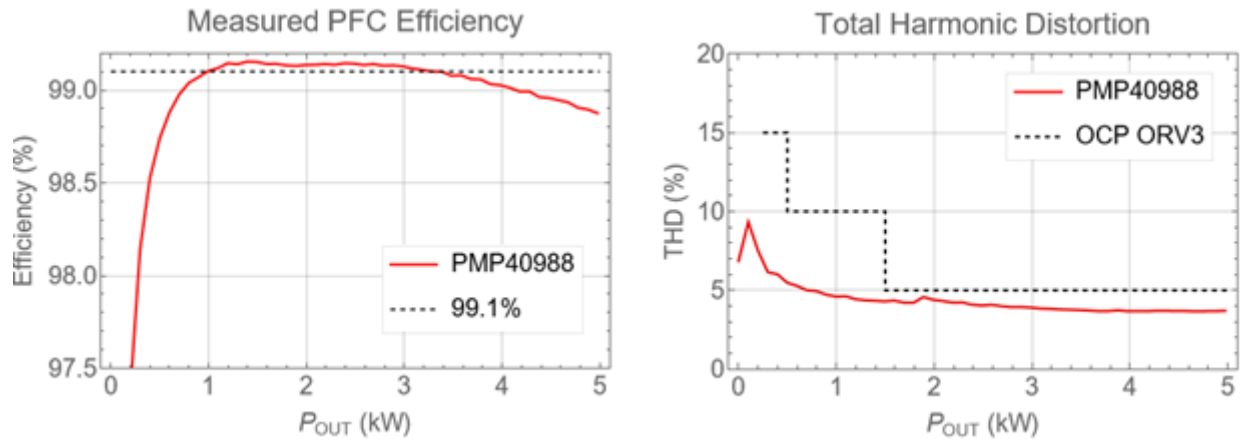 Measured PFC Efficiency
Efficiency (%)
99.0
98.5
98.0
97.5
PMP40988
99.1%
0 1 2 3 4 5
P_OUT (kW)
Total Harmonic Distortion
THD (%)
20
15
10
5
0
PMP40988
OCP ORV3
0 1 2 3 4 5
P_OUT (kW)